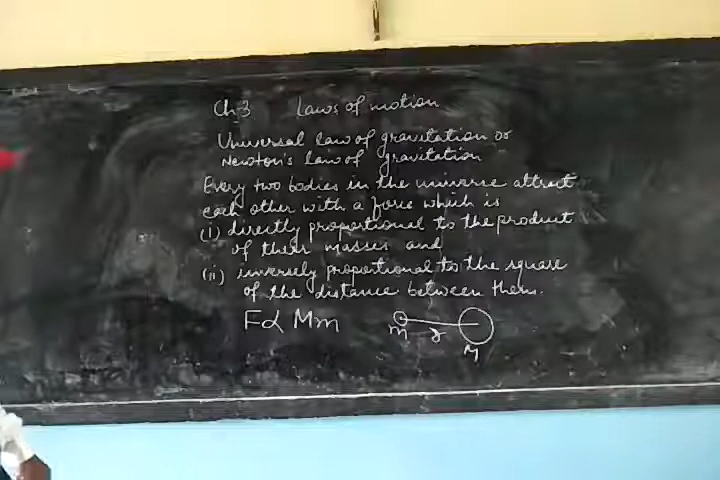 Ch-3 Laws of motion
Universal law of gravitation or
Newton's law of gravitation
Every two bodies in the universe attract
each other with a force which is
(i) directly proportional to the product
of their masses and
(ii) inversely proportional to the square
of the distance between them.
F∝ Mm
m r
M